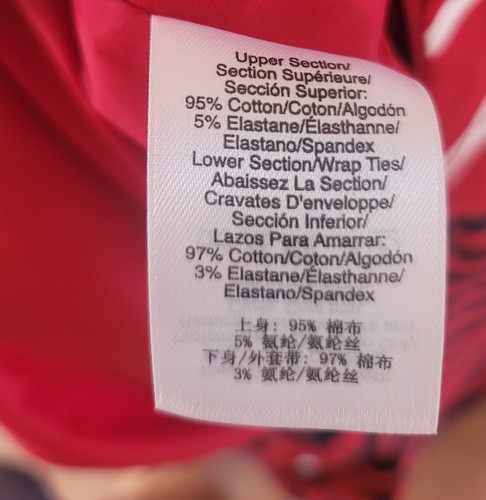 Upper Section/
Section Supérieure/
Sección Superior:
95% Cotton/Coton/Algodón
5% Elastane/Élasthanne/
Elastano/Spandex
Lower Section/Wrap Ties/
Abaissez La Section/
Cravates D'enveloppe/
Sección Inferior/
Lazos Para Amarrar:
97% Cotton/Coton/Algodón
3% Elastane/Élasthanne/
Elastano/Spandex
上身: 95% 棉布
5% 氨纶/氨纶丝
下身/外套带: 97% 棉布
3% 氨纶/氨纶丝